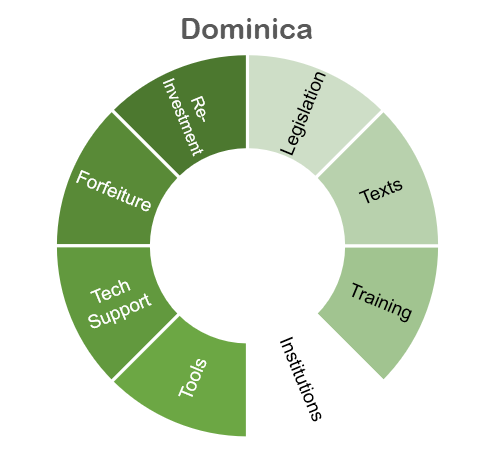 Dominica
Legislation
Texts
Training
Institutions
Tools
Tech
Support
Forfeiture
Re-
Investment